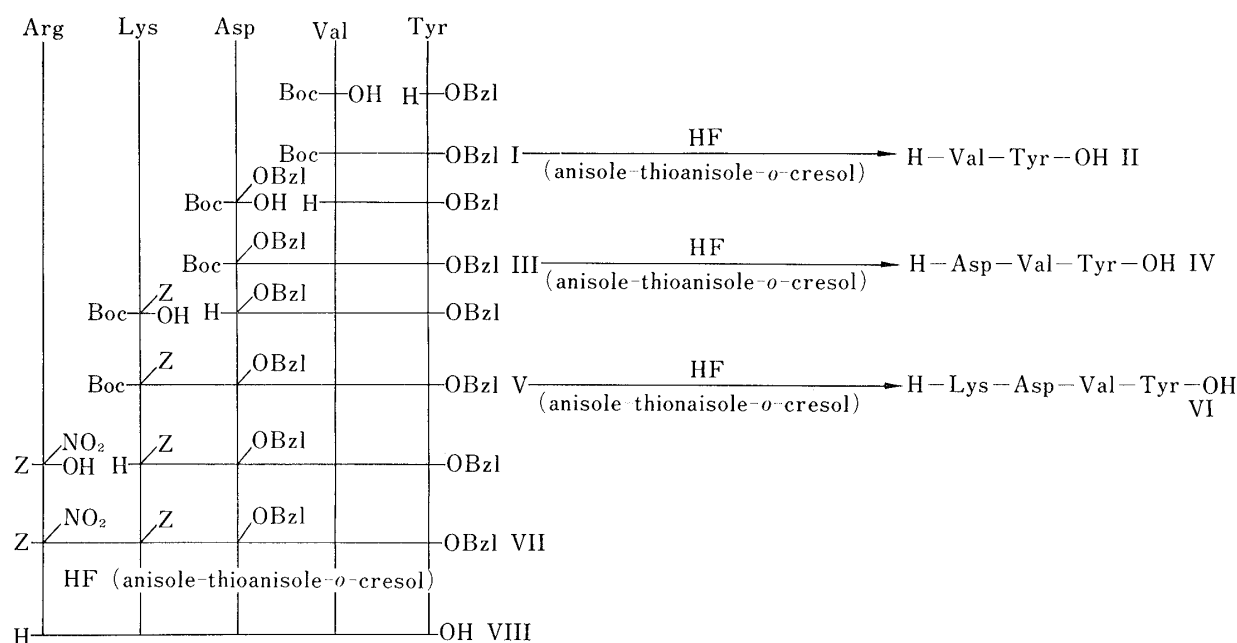 Arg Lys Asp Val Tyr
Boc OH H OBzl
Boc OBzl I HF H-Val-Tyr-OH II
(anisole-thioanisole-o-cresol)
OBzl
Boc OH H OBzl
OBzl
Boc OBzl III HF H-Asp-Val-Tyr-OH IV
(anisole-thioanisole-o-cresol)
Z OBzl
Boc OH H OBzl
Z OBzl
Boc OBzl V HF H-Lys-Asp-Val-Tyr-OH
(anisole-thionaisole-o-cresol) VI
NO₂ Z OBzl
Z OH H OBzl
NO₂ Z OBzl
Z OBzl VII
HF (anisole-thioanisole-o-cresol)
H OH VIII